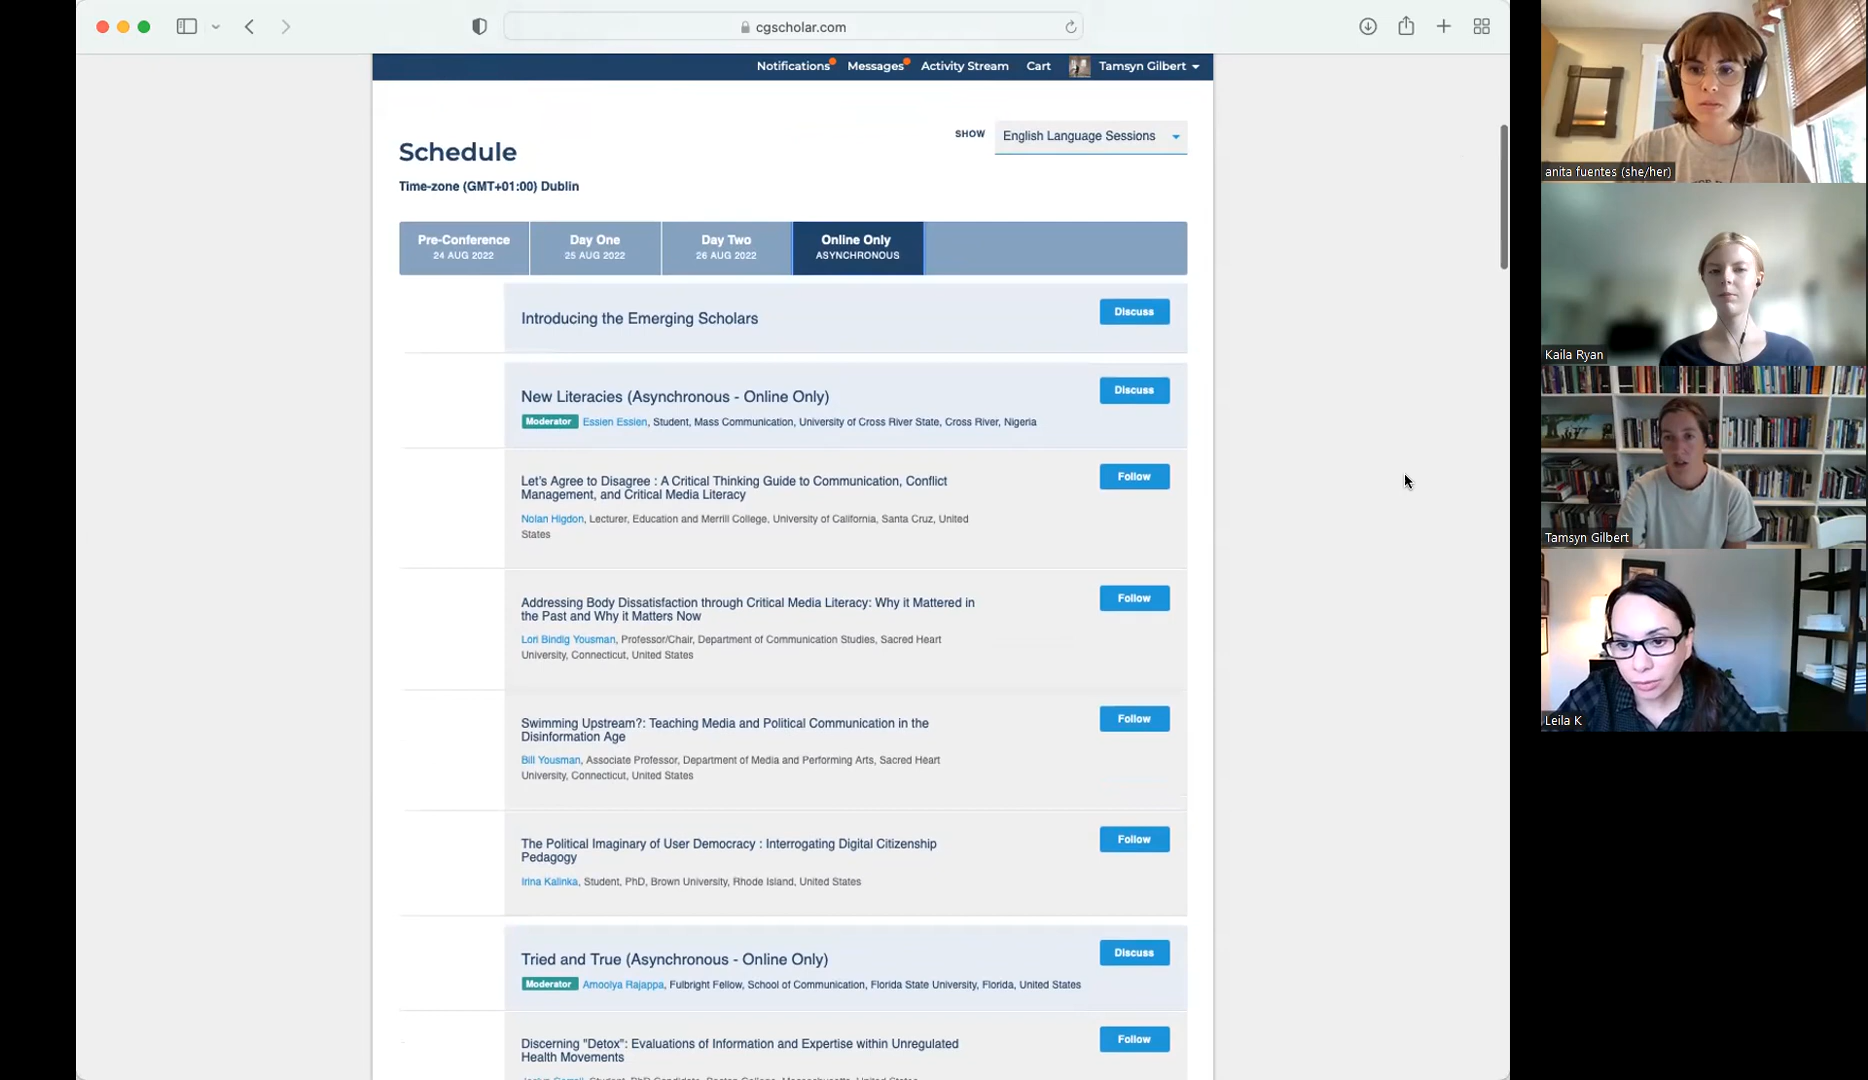 cgscholar.com
Notifications Messages Activity Stream Cart Tamsyn Gilbert
SHOW English Language Sessions
Schedule
Time-zone (GMT+01:00) Dublin
Pre-Conference Day One Day Two Online Only
24 AUG 2022 25 AUG 2022 26 AUG 2022 ASYNCHRONOUS
Introducing the Emerging Scholars Discuss
New Literacies (Asynchronous - Online Only) Discuss
Moderator Essien Essien, Student, Mass Communication, University of Cross River State, Cross River, Nigeria
Let's Agree to Disagree : A Critical Thinking Guide to Communication, Conflict Follow
Management, and Critical Media Literacy
Nolan Higdon, Lecturer, Education and Merrill College, University of California, Santa Cruz, United
States
Addressing Body Dissatisfaction through Critical Media Literacy: Why it Mattered in Follow
the Past and Why it Matters Now
Lori Bindig Yousman, Professor/Chair, Department of Communication Studies, Sacred Heart
University, Connecticut, United States
Swimming Upstream?: Teaching Media and Political Communication in the Follow
Disinformation Age
Bill Yousman, Associate Professor, Department of Media and Performing Arts, Sacred Heart
University, Connecticut, United States
The Political Imaginary of User Democracy : Interrogating Digital Citizenship Follow
Pedagogy
Irina Kalinka, Student, PhD, Brown University, Rhode Island, United States
Tried and True (Asynchronous - Online Only) Discuss
Moderator Amoolya Rajappa, Fulbright Fellow, School of Communication, Florida State University, Florida, United States
Discerning "Detox": Evaluations of Information and Expertise within Unregulated Follow
Health Movements
anita fuentes (she/her)
Kaila Ryan
Tamsyn Gilbert
Leila K